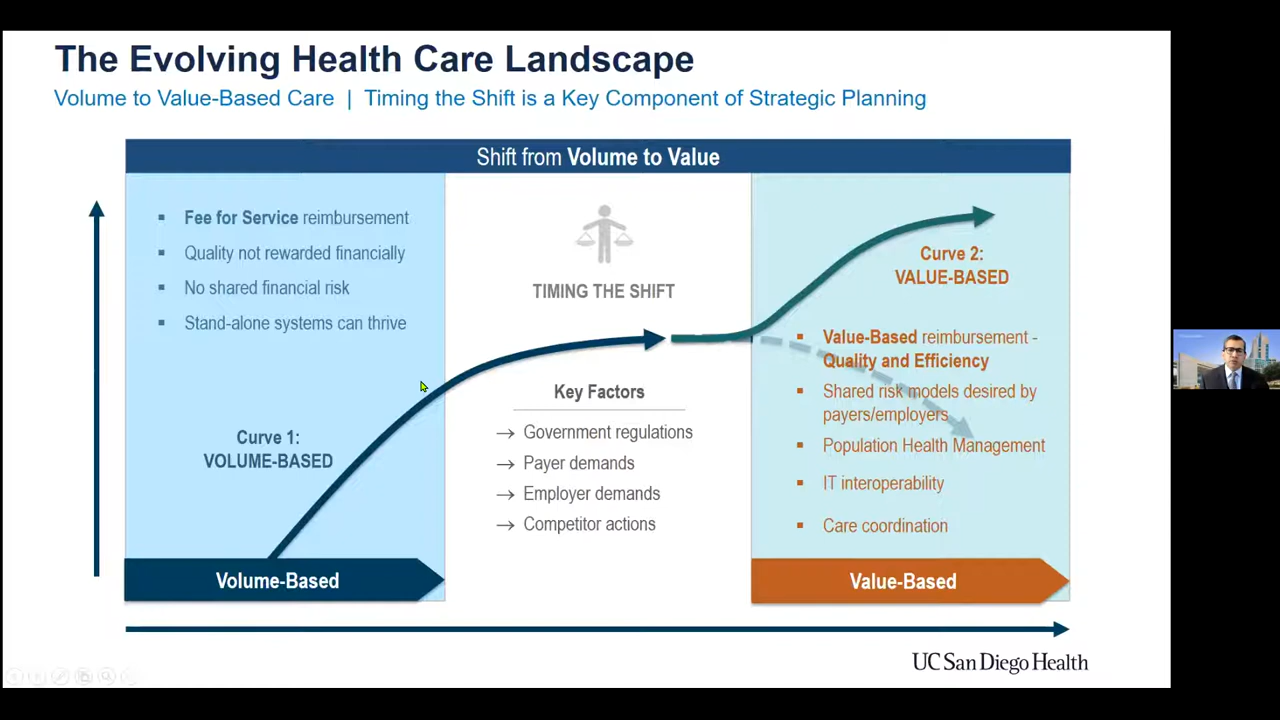 The Evolving Health Care Landscape
Volume to Value-Based Care | Timing the Shift is a Key Component of Strategic Planning
Shift from Volume to Value
▪ Fee for Service reimbursement
▪ Quality not rewarded financially
▪ No shared financial risk
▪ Stand-alone systems can thrive
Curve 1:
VOLUME-BASED
Volume-Based
TIMING THE SHIFT
Key Factors
→ Government regulations
→ Payer demands
→ Employer demands
→ Competitor actions
Curve 2:
VALUE-BASED
▪ Value-Based reimbursement -
Quality and Efficiency
▪ Shared risk models desired by
payers/employers
▪ Population Health Management
▪ IT interoperability
▪ Care coordination
Value-Based
UC San Diego Health